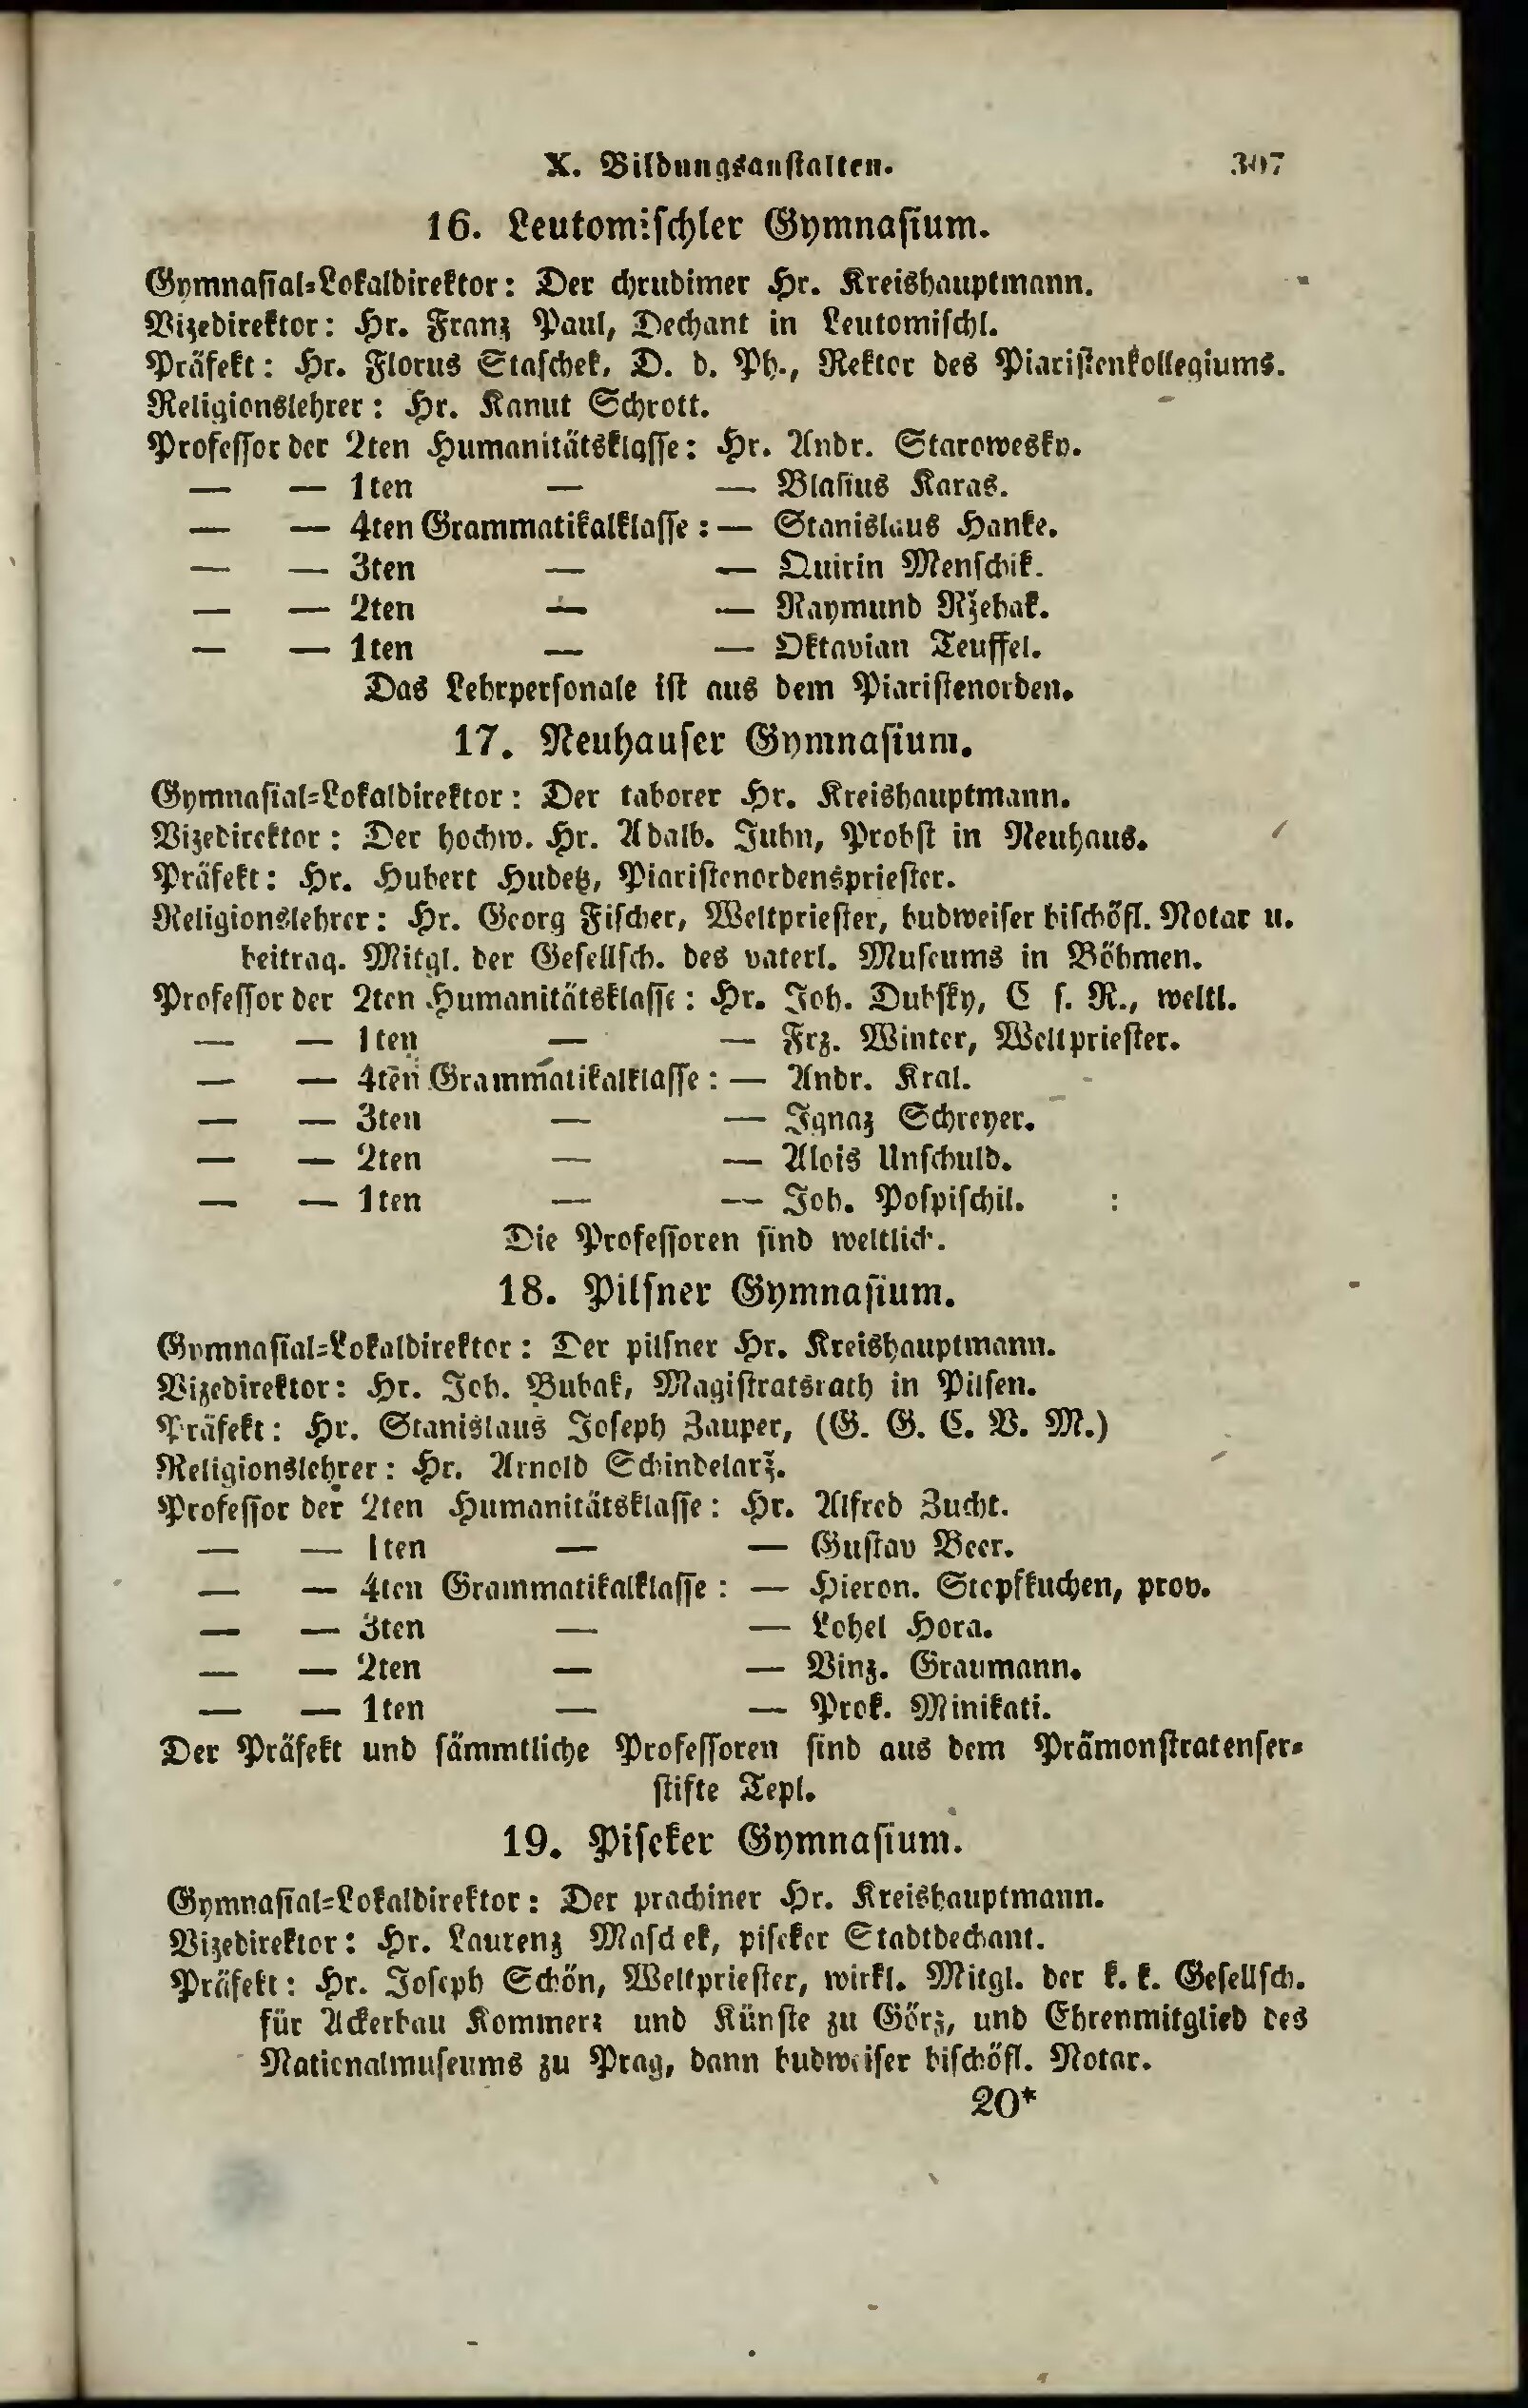 X. Bildungsanstalten. 307
16. Leutomischler Gymnasium.
Gymnasial=Lokaldirektor: Der chrudimer Hr. Kreishauptmann.
Vizedirektor: Hr. Franz Paul, Dechant in Leutomischl.
Präfekt: Hr. Florus Staschek, D. d. Ph., Rektor des Piaristenkollegiums.
Religionslehrer: Hr. Kanut Schrott.
Professor der 2ten Humanitätsklasse: Hr. Andr. Starowesky.
— — 1ten — — Blasius Karas.
— — 4ten Grammatikalklasse: — Stanislaus Hanke.
— — 3ten — — Quirin Menschik.
— — 2ten — — Raymund Ržehak.
— — 1ten — — Oktavian Teuffel.
Das Lehrpersonale ist aus dem Piaristenorden.
17. Neuhauser Gymnasium.
Gymnasial=Lokaldirektor: Der taborer Hr. Kreishauptmann.
Vizedirektor: Der hochw. Hr. Adalb. Juhn, Probst in Neuhaus.
Präfekt: Hr. Hubert Hudetz, Piaristenordenspriester.
Religionslehrer: Hr. Georg Fischer, Weltpriester, budweiser bischöfl. Notar u.
beitrag. Mitgl. der Gesellsch. des vaterl. Museums in Böhmen.
Professor der 2ten Humanitätsklasse: Hr. Joh. Dubsky, C s. R., weltl.
— — 1ten — — Frz. Winter, Weltpriester.
— — 4ten Grammatikalklasse: — Andr. Kral.
— — 3ten — — Ignaz Schreyer.
— — 2ten — — Alois Unschuld.
— — 1ten — — Joh. Pospischil.
Die Professoren sind weltlich.
18. Pilsner Gymnasium.
Gymnasial=Lokaldirektor: Der pilsner Hr. Kreishauptmann.
Vizedirektor: Hr. Joh. Bubak, Magistratsrath in Pilsen.
Präfekt: Hr. Stanislaus Joseph Zauper, (G. G. C. V. M.)
Religionslehrer: Hr. Arnold Schindelarž.
Professor der 2ten Humanitätsklasse: Hr. Alfred Zucht.
— — 1ten — — Gustav Beer.
— — 4ten Grammatikalklasse: — Hieron. Stopfkuchen, prov.
— — 3ten — — Lohel Hora.
— — 2ten — — Vinz. Graumann.
— — 1ten — — Prok. Minikati.
Der Präfekt und sämmtliche Professoren sind aus dem Prämonstratenser=
stifte Tepl.
19. Piseker Gymnasium.
Gymnasial=Lokaldirektor: Der prachiner Hr. Kreishauptmann.
Vizedirektor: Hr. Laurenz Maschek, piseker Stadtdechant.
Präfekt: Hr. Joseph Schön, Weltpriester, wirkl. Mitgl. der k. k. Gesellsch.
für Ackerbau Kommerz und Künste zu Görz, und Ehrenmitglied des
Nationalmuseums zu Prag, dann budweiser bischöfl. Notar.
20*